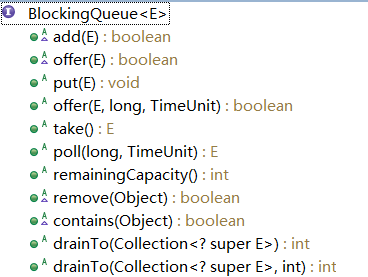 BlockingQueue<E>
add(E) : boolean
offer(E) : boolean
put(E) : void
offer(E, long, TimeUnit) : boolean
take() : E
poll(long, TimeUnit) : E
remainingCapacity() : int
remove(Object) : boolean
contains(Object) : boolean
drainTo(Collection<? super E>) : int
drainTo(Collection<? super E>, int) : int